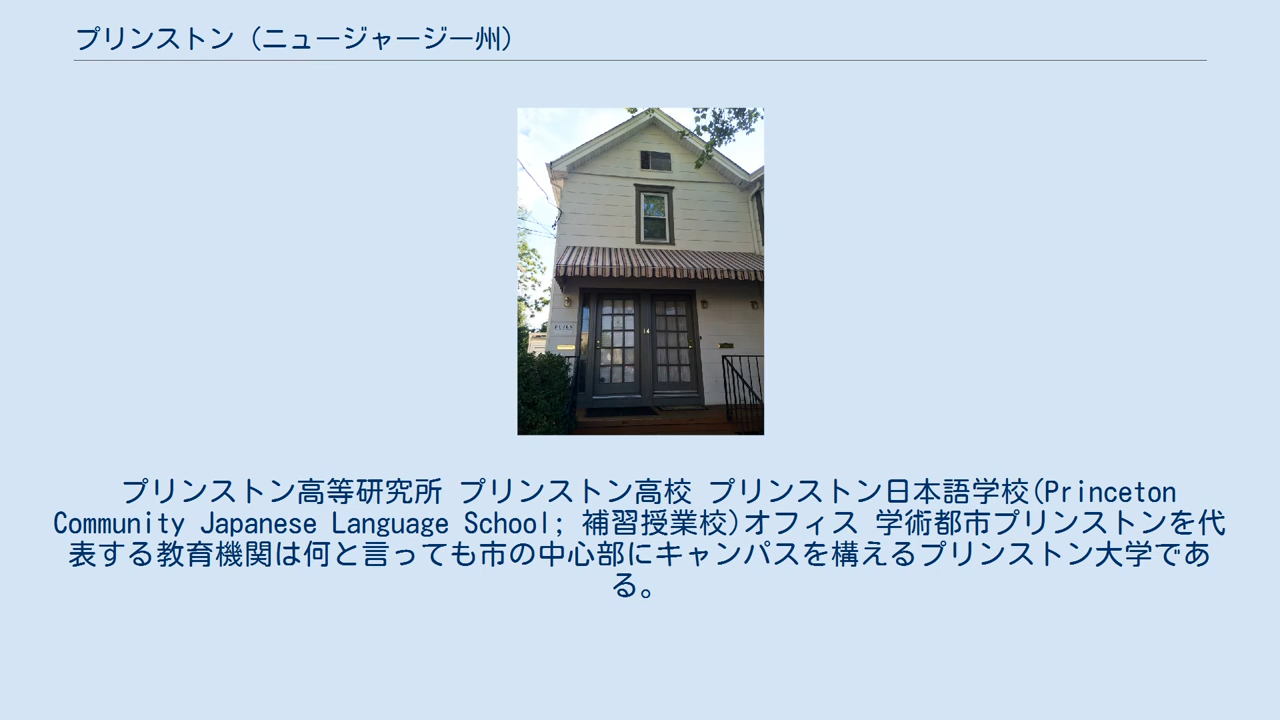 プリンストン（ニュージャージー州）
14
プリンストン高等研究所 プリンストン高校 プリンストン日本語学校(Princeton
Community Japanese Language School; 補習授業校)オフィス 学術都市プリンストンを代
表する教育機関は何と言っても市の中心部にキャンパスを構えるプリンストン大学であ
る。